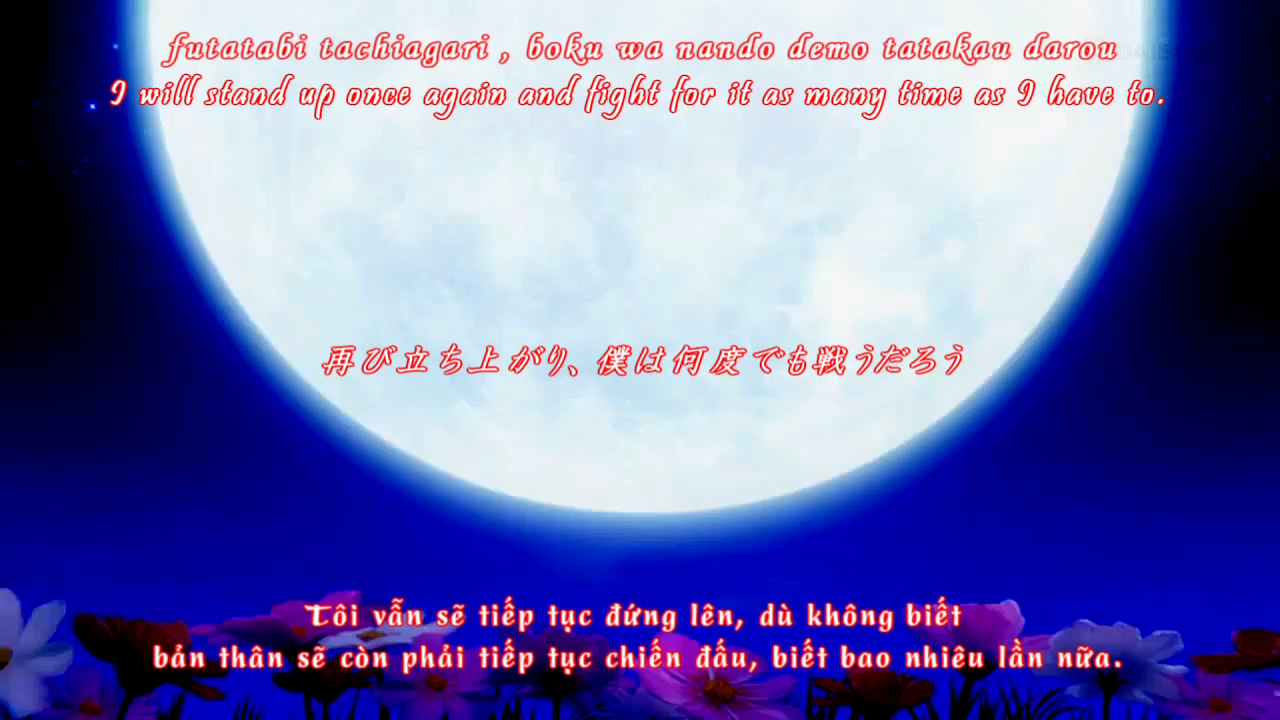 futatabi tachiagari , boku wa nando demo tatakau darou
I will stand up once again and fight for it as many time as I have to.
再び立ち上がり、僕は何度でも戦うだろう
Tôi vẫn sẽ tiếp tục đứng lên, dù không biết
bản thân sẽ còn phải tiếp tục chiến đấu, biết bao nhiêu lần nữa.